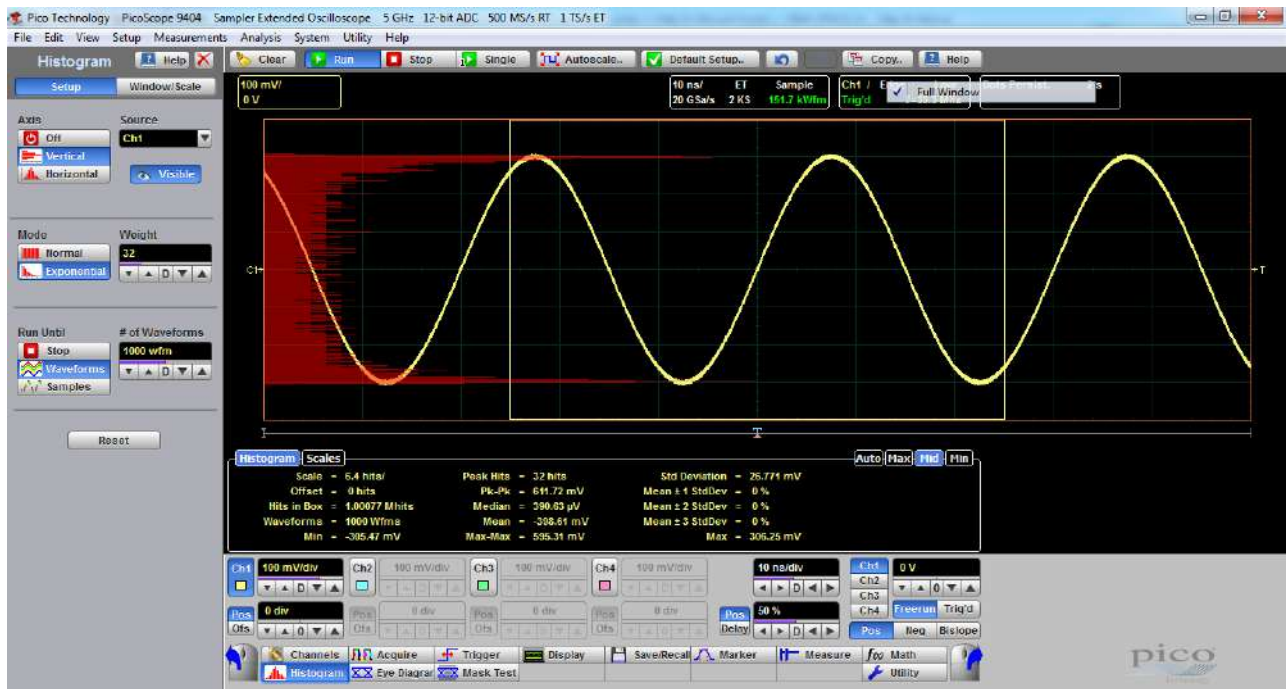 Pico Technology PicoScope 9404 Sampler Extended Oscilloscope 5 GHz 12-bit ADC 500 MS/s RT 1 TS/s ET
File Edit View Setup Measurements Analysis System Utility Help
Histogram Help Clear Run Stop Single Autoscale.. Default Setup.. Copy.. Help
Setup Window/Scale
100 mV/
0 V
10 ns/ ET Sample
20 GSa/s 2 KS 151.7 kWfm
Ch1
Trig'd
Full Window
s
Axis Source
Off Ch1
Vertical
Horizontal Visible
Mode Weight
Normal 32
Exponential
D
Run Until # of Waveforms
Stop 1000 wfm
Waveforms D
Samples
Reset
C1
T
T
Histogram Scales Auto Max Mid Min
Scale = 6.4 hits/ Peak Hits = 32 hits Std Deviation = 26.771 mV
Offset = 0 hits Pk-Pk = 611.72 mV Mean ± 1 StdDev = 0 %
Hits in Box = 1.00077 Mhits Median = 390.63 µV Mean ± 2 StdDev = 0 %
Waveforms = 1000 Wfms Mean = -398.61 mV Mean ± 3 StdDev = 0 %
Min = -305.47 mV Max-Max = 595.31 mV Max = 306.25 mV
Ch1 100 mV/div Ch2 100 mV/div Ch3 100 mV/div Ch4 100 mV/div 10 ns/div Ch1 0 V
Ch2
Ch3
Pos 0 div Pos 0 div Pos 0 div Pos 0 div Pos 50 % Ch4 Freerun Trig'd
Ofs Ofs Ofs Ofs Delay Pos Neg Bislope
Channels Acquire Trigger Display Save/Recall Marker Measure Math
Histogram Eye Diagram Mask Test Utility
pico